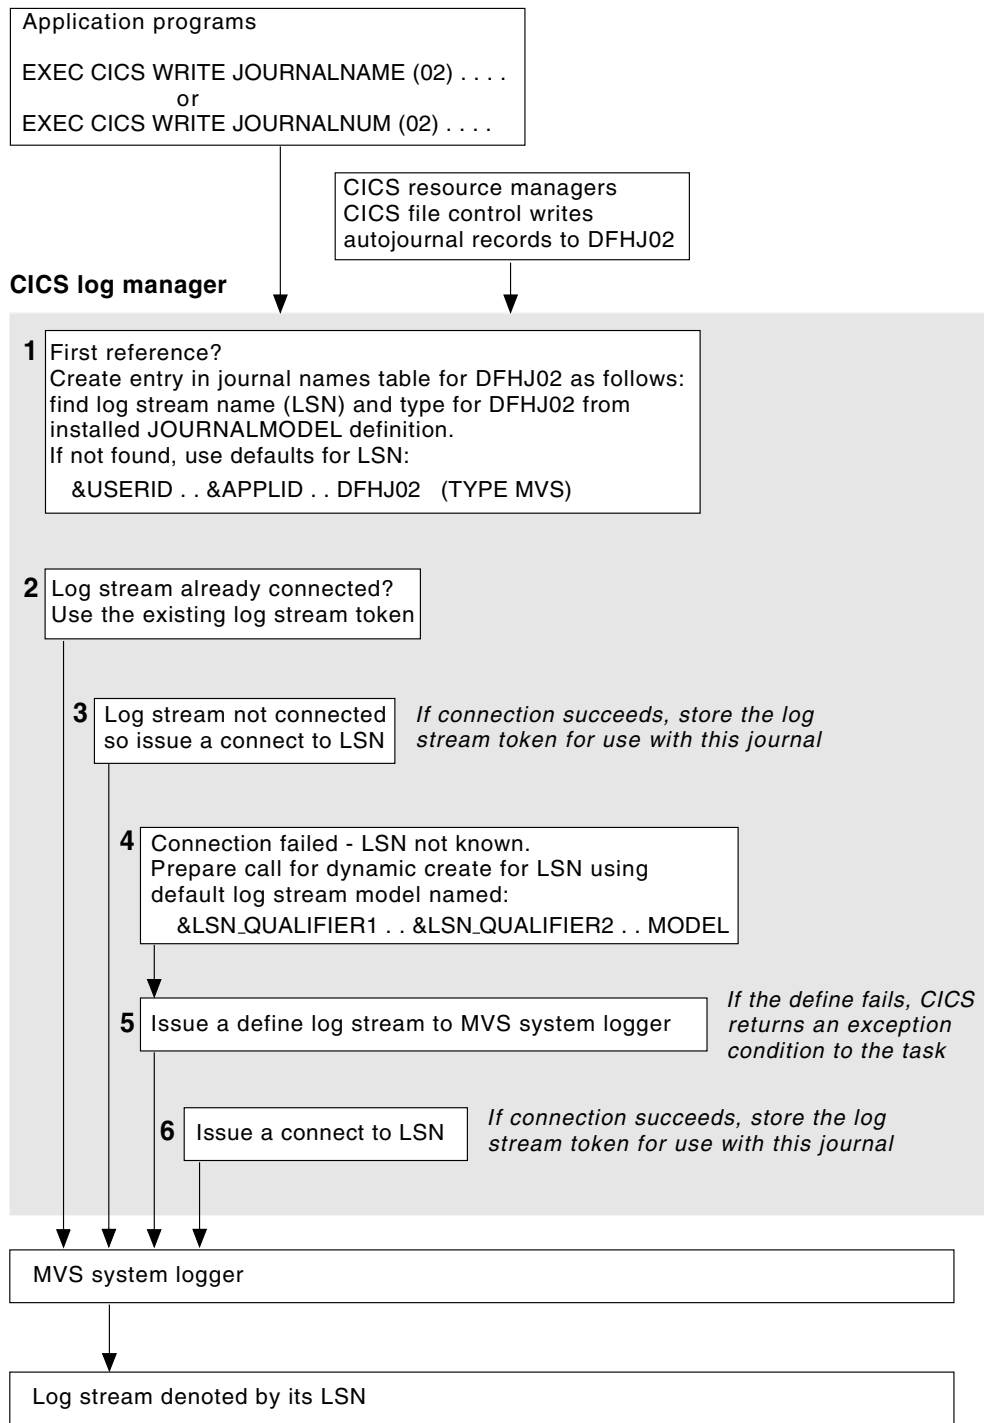 Application programs
EXEC CICS WRITE JOURNALNAME (02) . . . .
or
EXEC CICS WRITE JOURNALNUM (02) . . . .
CICS resource managers
CICS file control writes
autojournal records to DFHJ02
CICS log manager
1
First reference?
Create entry in journal names table for DFHJ02 as follows:
find log stream name (LSN) and type for DFHJ02 from
installed JOURNALMODEL definition.
If not found, use defaults for LSN:
&USERID . . &APPLID . . DFHJ02 (TYPE MVS)
2
Log stream already connected?
Use the existing log stream token
3
Log stream not connected
so issue a connect to LSN
If connection succeeds, store the log
stream token for use with this journal
4
Connection failed - LSN not known.
Prepare call for dynamic create for LSN using
default log stream model named:
&LSN_QUALIFIER1 . . &LSN_QUALIFIER2 . . MODEL
5
Issue a define log stream to MVS system logger
If the define fails, CICS
returns an exception
condition to the task
6
Issue a connect to LSN
If connection succeeds, store the log
stream token for use with this journal
MVS system logger
Log stream denoted by its LSN